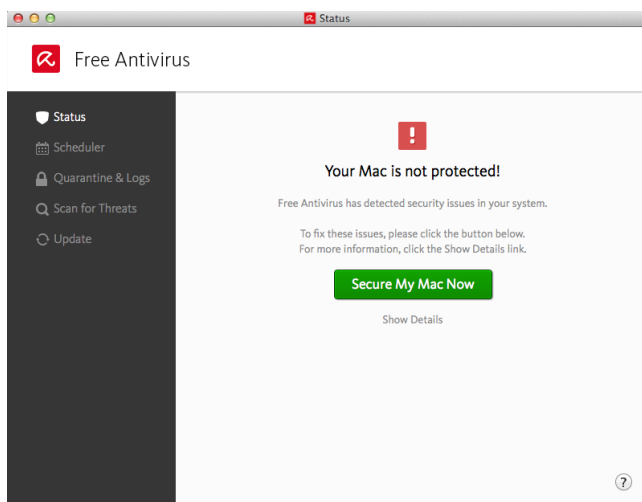 Status
Free Antivirus
Status
Scheduler
Quarantine & Logs
Scan for Threats
Update
!
Your Mac is not protected!
Free Antivirus has detected security issues in your system.
To fix these issues, please click the button below.
For more information, click the Show Details link.
Secure My Mac Now
Show Details
?